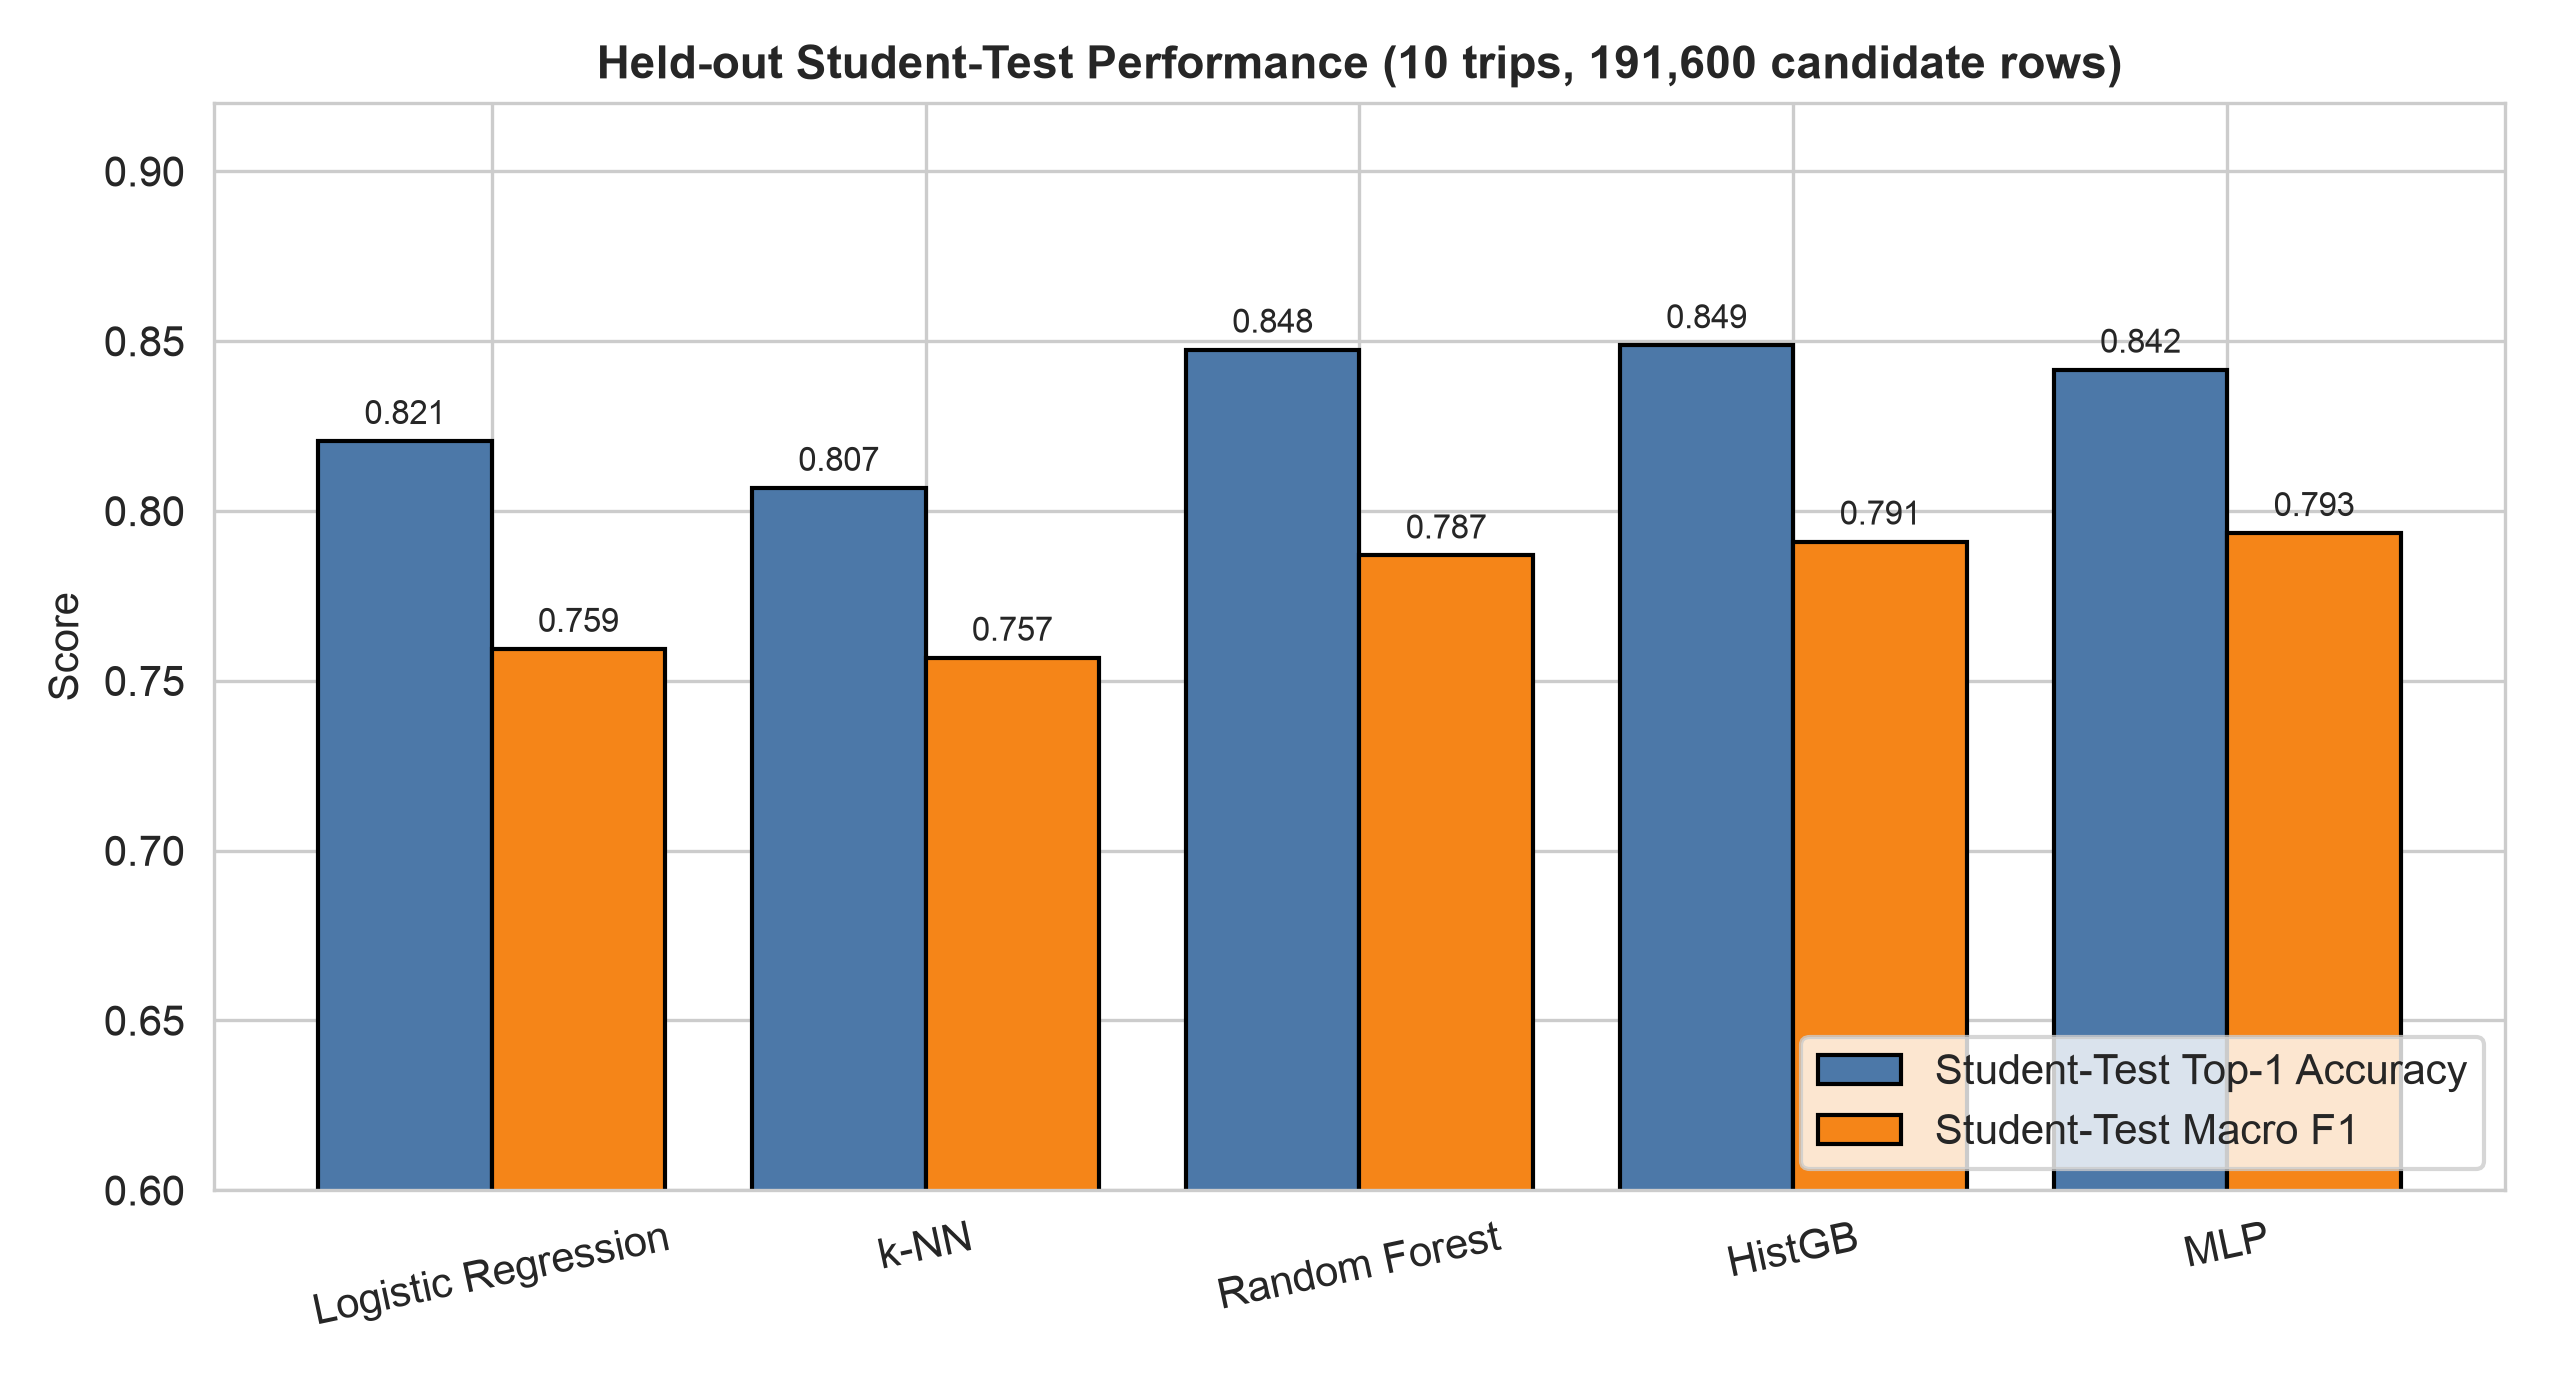 Held-out Student-Test Performance (10 trips, 191,600 candidate rows)
Score
0.90
0.85
0.80
0.75
0.70
0.65
0.60
0.821
0.759
0.807
0.757
0.848
0.787
0.849
0.791
0.842
0.793
Student-Test Top-1 Accuracy
Student-Test Macro F1
Logistic Regression
k-NN
Random Forest
HistGB
MLP